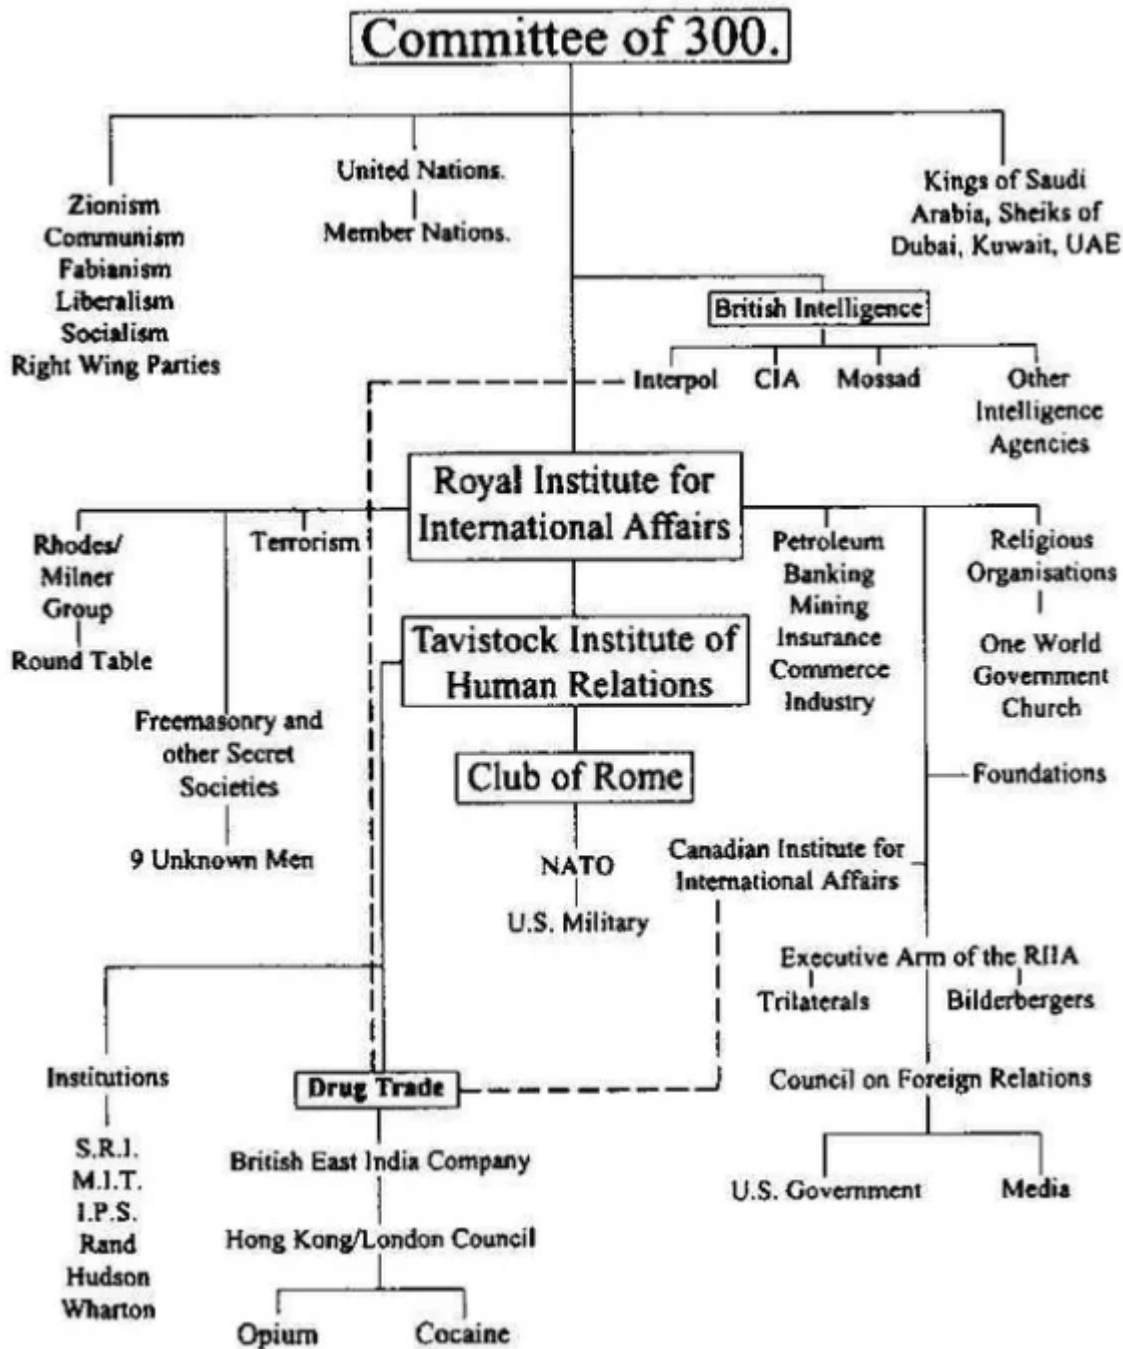 Committee of 300.
United Nations.
Member Nations.
Zionism
Communism
Fabianism
Liberalism
Socialism
Right Wing Parties
Kings of Saudi
Arabia, Sheiks of
Dubai, Kuwait, UAE
British Intelligence
Interpol
CIA
Mossad
Other
Intelligence
Agencies
Royal Institute for
International Affairs
Rhodes/
Milner
Group
Round Table
Terrorism
Freemasonry and
other Secret
Societies
9 Unknown Men
Petroleum
Banking
Mining
Insurance
Commerce
Industry
Religious
Organisations
One World
Government
Church
Foundations
Tavistock Institute of
Human Relations
Club of Rome
NATO
U.S. Military
Canadian Institute for
International Affairs
Executive Arm of the RIIA
Trilaterals
Bilderbergers
Council on Foreign Relations
U.S. Government
Media
Institutions
S.R.I.
M.I.T.
I.P.S.
Rand
Hudson
Wharton
Drug Trade
British East India Company
Hong Kong/London Council
Opium
Cocaine